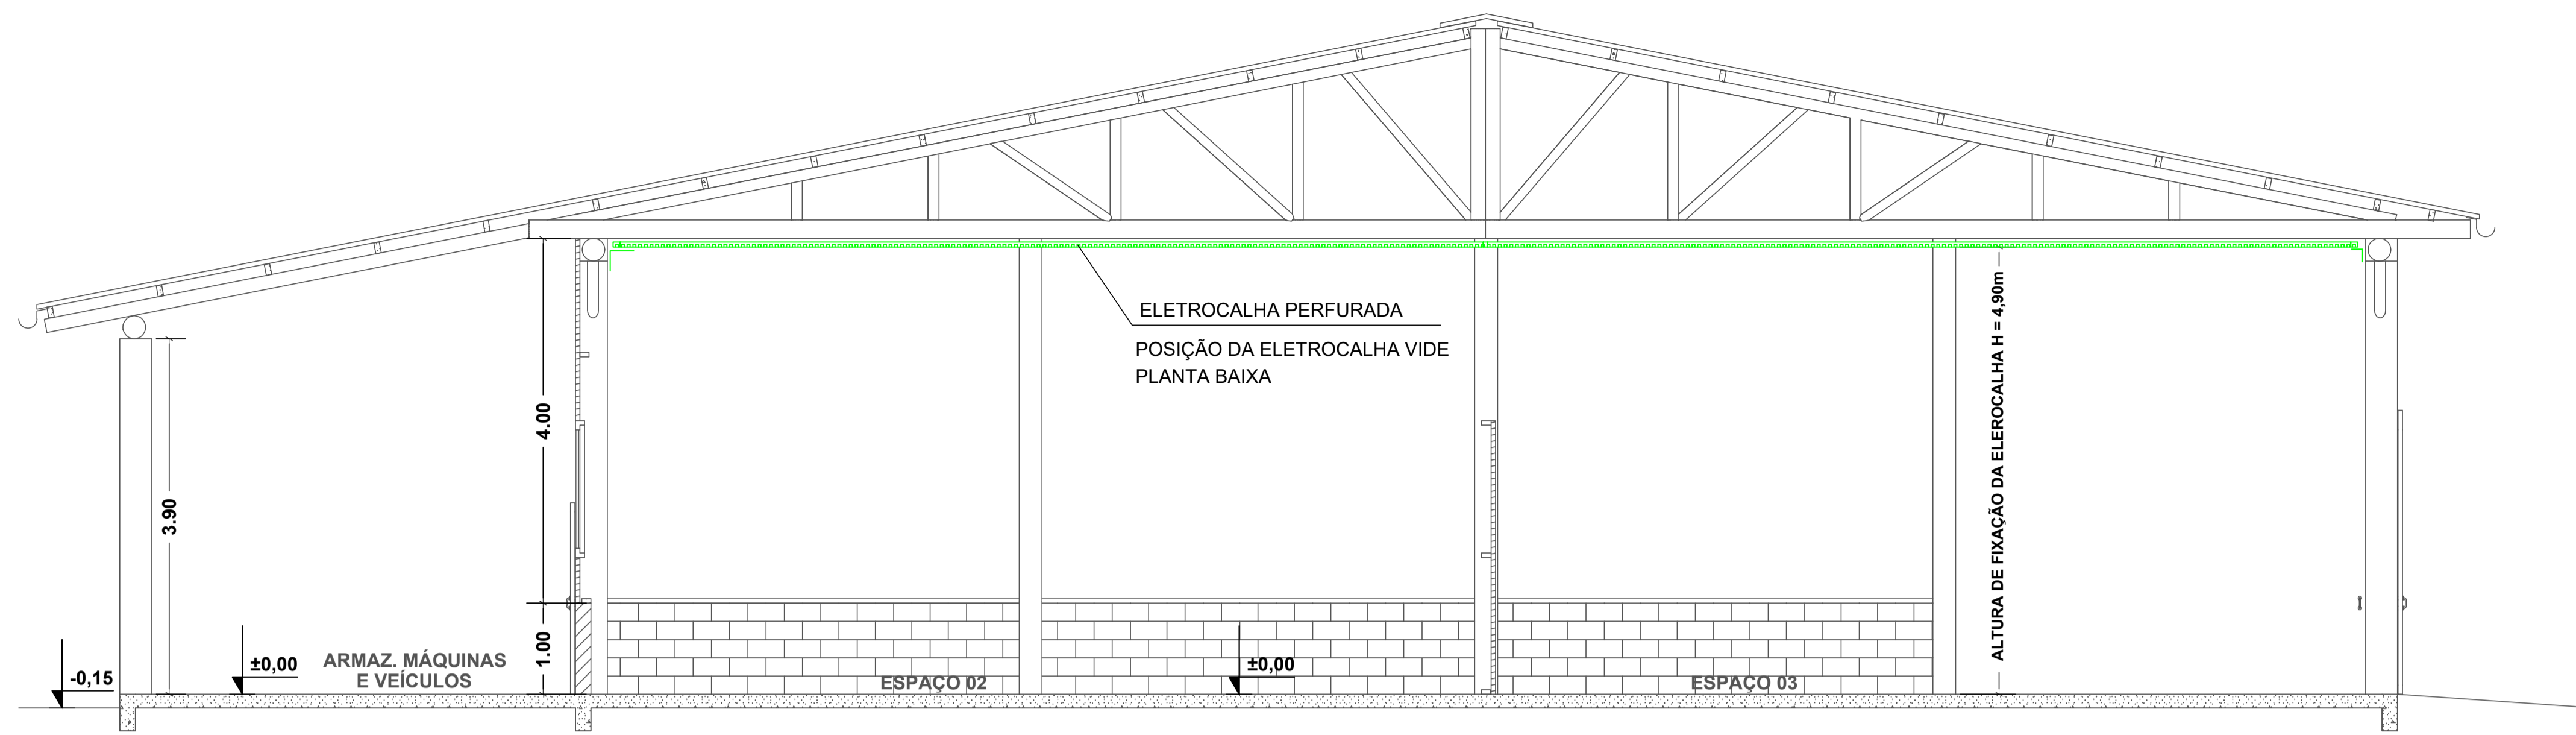 ELETROCALHA PERFURADA
POSIÇÃO DA ELETROCALHA VIDE
PLANTA BAIXA
4.00
3.90
1.00
ALTURA DE FIXAÇÃO DA ELEROCALHA H = 4,90m
-0,15
±0,00
ARMAZ. MÁQUINAS
E VEÍCULOS
ESPAÇO 02
±0,00
ESPAÇO 03